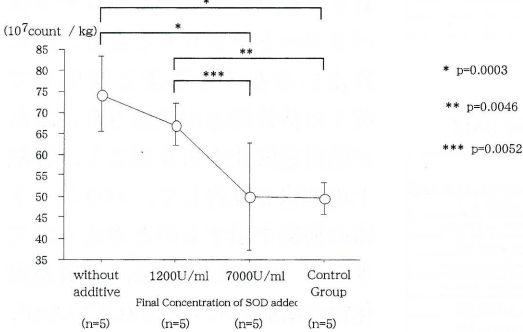 *
(10⁷count / kg)
*
85
80
75
70
65
60
55
50
45
40
35
**
***
* p=0.0003
** p=0.0046
*** p=0.0052
without additive
1200U/ml
7000U/ml
Control Group
Final Concentration of SOD added
(n=5)
(n=5)
(n=5)
(n=5)